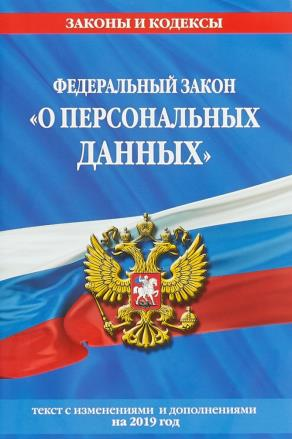 ЗАКОНЫ И КОДЕКСЫ
ФЕДЕРАЛЬНЫЙ ЗАКОН
«О ПЕРСОНАЛЬНЫХ
ДАННЫХ»
ТЕКСТ С ИЗМЕНЕНИЯМИ И ДОПОЛНЕНИЯМИ
на 2019 год